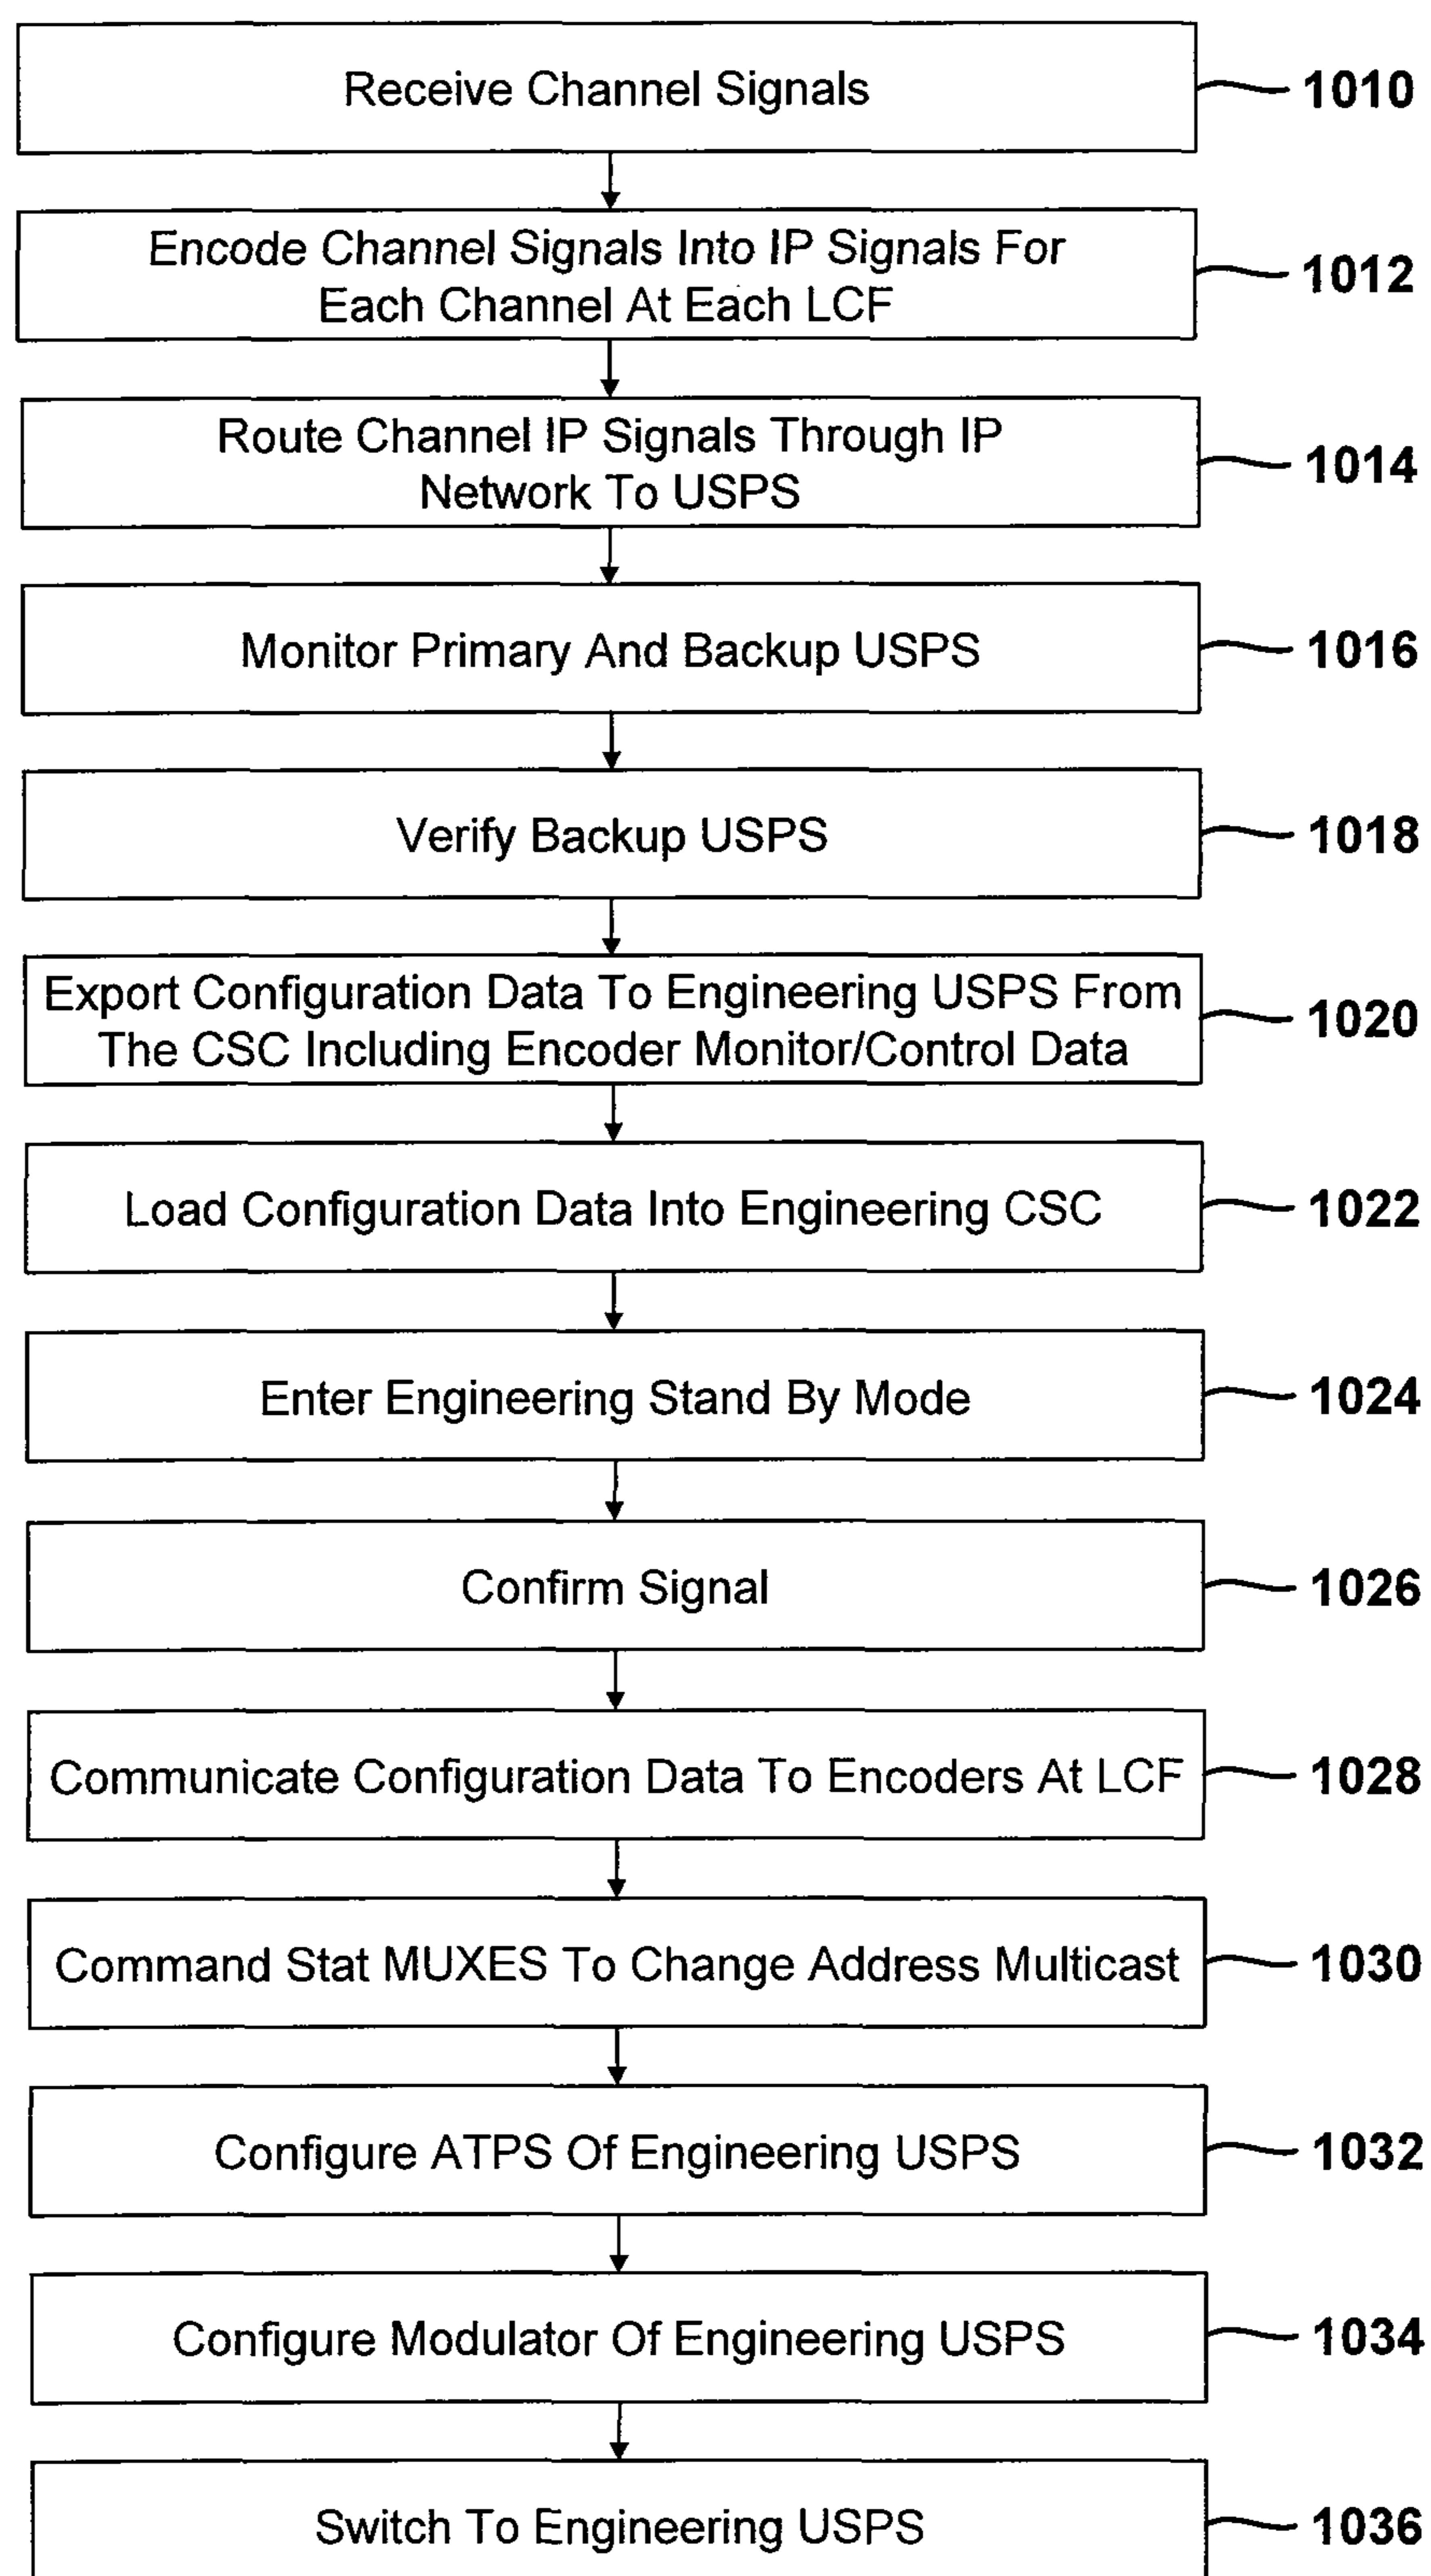 Receive Channel Signals
1010
Encode Channel Signals Into IP Signals For
Each Channel At Each LCF
1012
Route Channel IP Signals Through IP
Network To USPS
1014
Monitor Primary And Backup USPS
1016
Verify Backup USPS
1018
Export Configuration Data To Engineering USPS From
The CSC Including Encoder Monitor/Control Data
1020
Load Configuration Data Into Engineering CSC
1022
Enter Engineering Stand By Mode
1024
Confirm Signal
1026
Communicate Configuration Data To Encoders At LCF
1028
Command Stat MUXES To Change Address Multicast
1030
Configure ATPS Of Engineering USPS
1032
Configure Modulator Of Engineering USPS
1034
Switch To Engineering USPS
1036